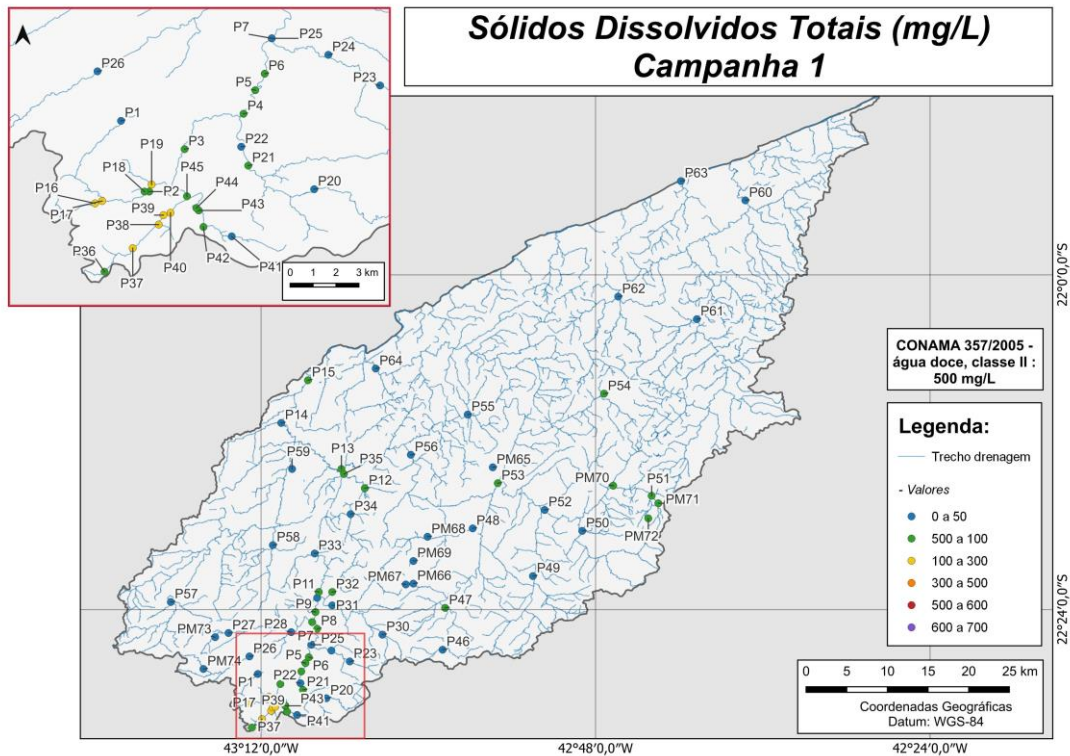 Sólidos Dissolvidos Totais (mg/L)
Campanha 1
P7
P25
P24
P26
P6
P23
P5
P1
P4
P22
P3
P19
P21
P45
P18
P44
P20
P16
P2
P43
P17
P39
P38
P42
P36
P41
P40
P37
0 1 2 3 km
P63
P60
22°0'0,0"S
P62
P61
CONAMA 357/2005 -
água doce, classe II :
500 mg/L
P64
P15
P54
P55
P14
Legenda:
Trecho drenagem
- Valores
0 a 50
500 a 100
100 a 300
300 a 500
500 a 600
600 a 700
P56
P59
P13
P35
PM65
P53
P12
PM70
P51
PM71
P34
P52
PM72
P48
PM68
P50
P58
P33
PM69
PM67
PM66
P49
P11
P32
P57
P9
P31
P47
22°24'0,0"S
P8
P28
P27
PM73
P7
P25
P30
P46
P26
P5
P23
PM74
P6
P1
P22
P21
P20
P17
P39
P43
P41
P37
0 5 10 15 20 25 km
Coordenadas Geográficas
Datum: WGS-84
43°12'0,0"W
42°48'0,0"W
42°24'0,0"W